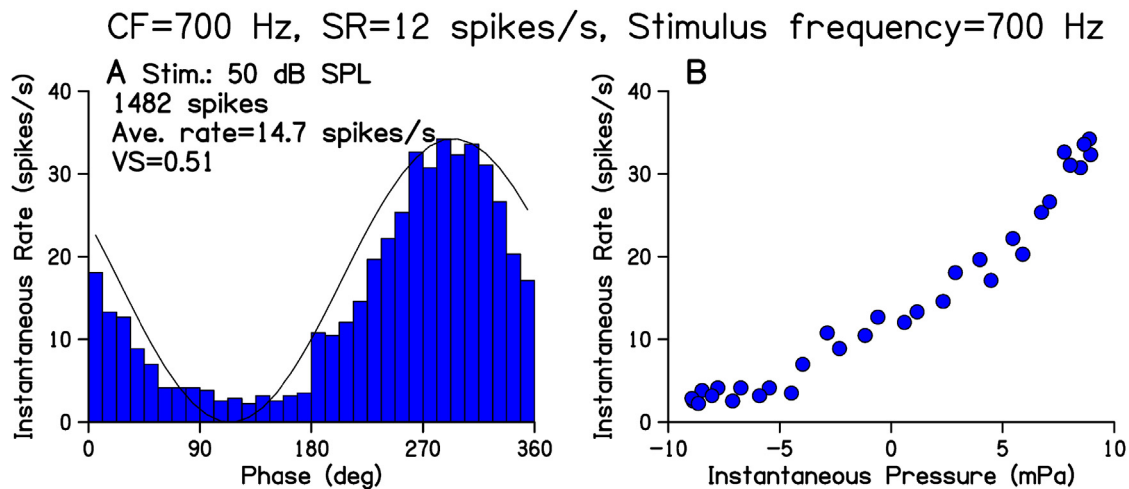 CF=700 Hz, SR=12 spikes/s, Stimulus frequency=700 Hz
A Stim.: 50 dB SPL
1482 spikes
Ave. rate=14.7 spikes/s
VS=0.51
Instantaneous Rate (spikes/s)
40
30
20
10
0
0 90 180 270 360
Phase (deg)
B
Instantaneous Rate (spikes/s)
40
30
20
10
0
−10 −5 0 5 10
Instantaneous Pressure (mPa)